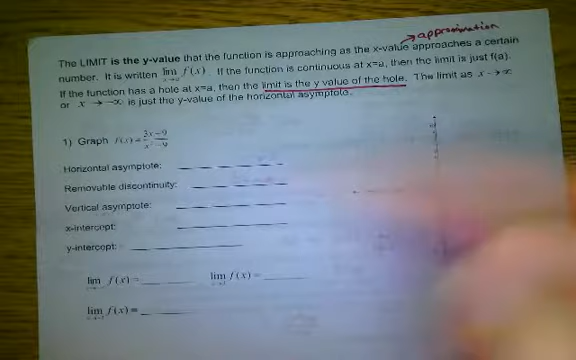 approximation
The LIMIT is the y-value that the function is approaching as the x-value approaches a certain
number. It is written lim f(x). If the function is continuous at x=a, then the limit is just f(a).
If the function has a hole at x=a, then the limit is the y value of the hole. The limit as x→∞
or x → -∞ is just the y-value of the horizontal asymptote.
1) Graph f(x) = (3x-9)/(x²-9)
Horizontal asymptote:
Removable discontinuity:
Vertical asymptote:
x-intercept:
y-intercept:
lim f(x) = lim f(x) =
lim f(x) =